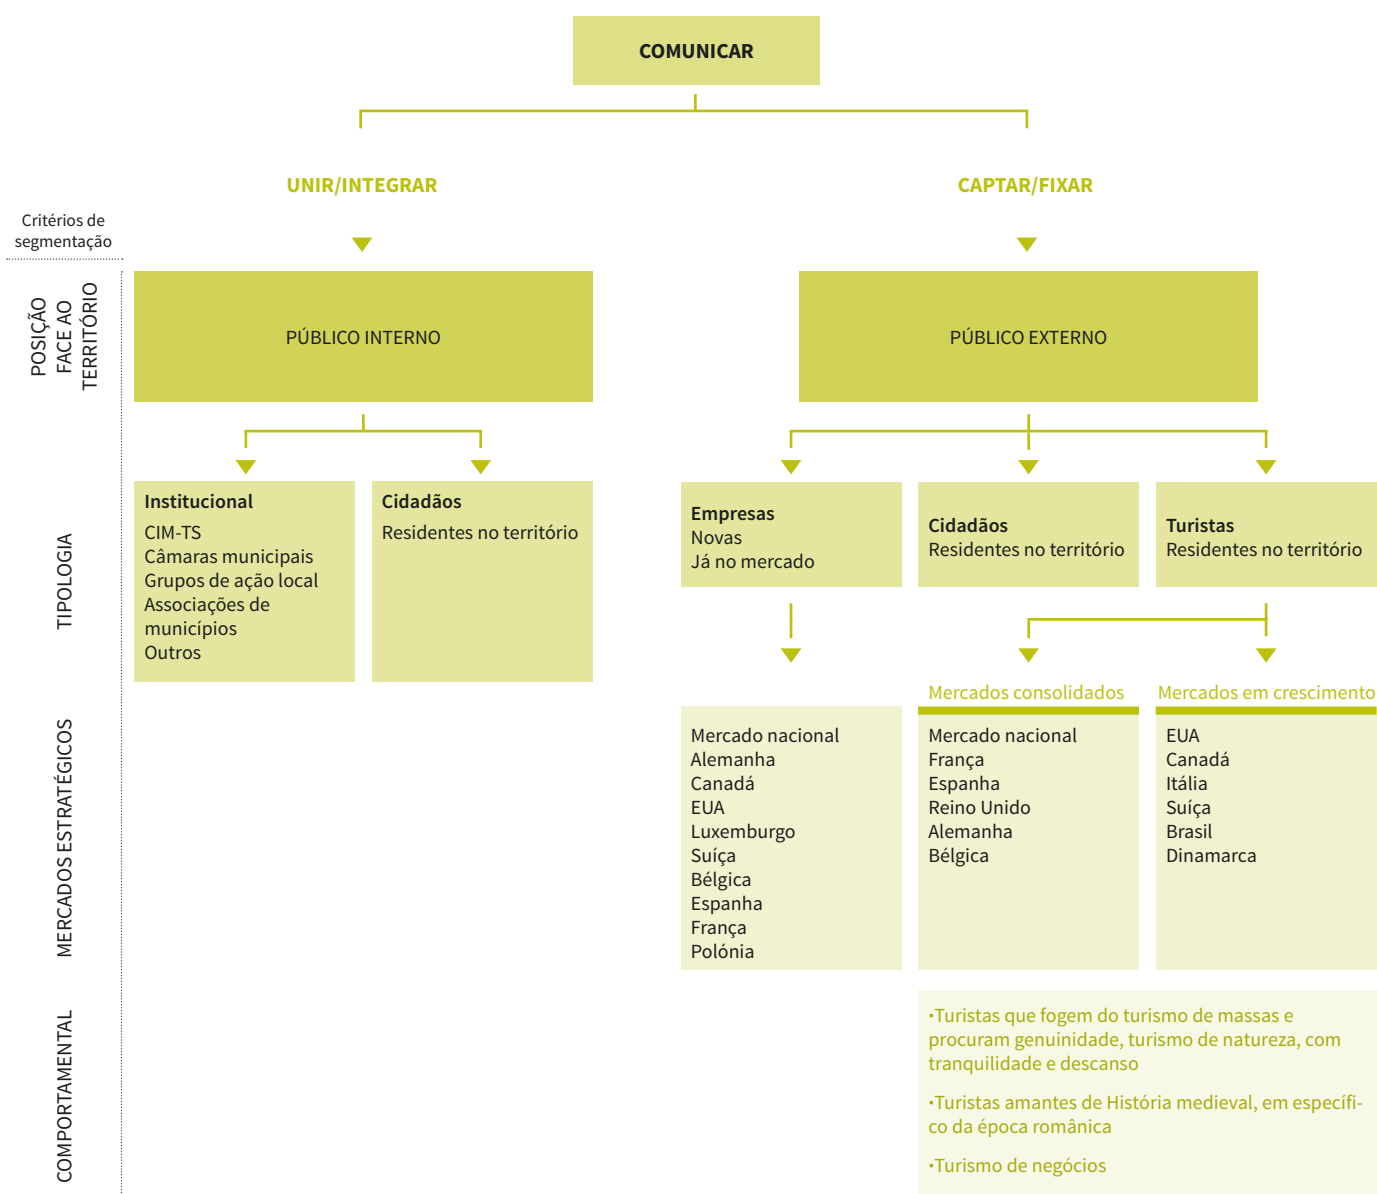 COMUNICAR
UNIR/INTEGRAR
CAPTAR/FIXAR
Critérios de
segmentação
POSIÇÃO
FACE AO
TERRITÓRIO
PÚBLICO INTERNO
PÚBLICO EXTERNO
TIPOLOGIA
Institucional
CIM-TS
Câmaras municipais
Grupos de ação local
Associações de
municípios
Outros
Cidadãos
Residentes no território
Empresas
Novas
Já no mercado
Cidadãos
Residentes no território
Turistas
Residentes no território
MERCADOS ESTRATÉGICOS
Mercado nacional
Alemanha
Canadá
EUA
Luxemburgo
Suíça
Bélgica
Espanha
França
Polónia
Mercados consolidados
Mercado nacional
França
Espanha
Reino Unido
Alemanha
Bélgica
Mercados em crescimento
EUA
Canadá
Itália
Suíça
Brasil
Dinamarca
COMPORTAMENTAL
•Turistas que fogem do turismo de massas e
procuram genuinidade, turismo de natureza, com
tranquilidade e descanso
•Turistas amantes de História medieval, em específi-
co da época românica
•Turismo de negócios